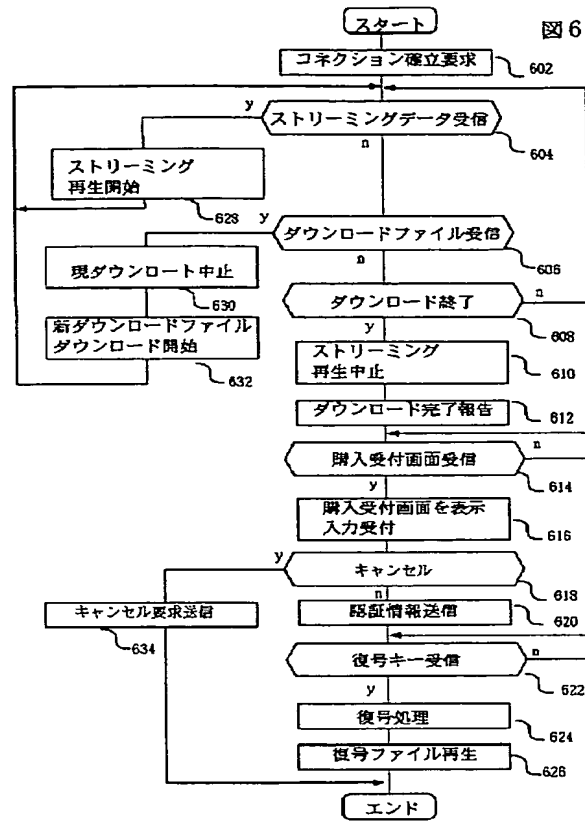 スタート
図6
コネクション確立要求
602
y
ストリーミングデータ受信
604
n
ストリーミング
再生開始
628
y
ダウンロードファイル受信
606
n
現ダウンロート中止
630
ダウンロード終了
n
608
y
新ダウンロードファイル
ダウンロード開始
632
ストリーミング
再生中止
610
ダウンロード完了報告
612
購入受付画面受信
n
614
y
購入受付画面を表示
入力受付
616
y
キャンセル
618
n
キャンセル要求送信
634
認証情報送信
620
復号キー受信
n
622
y
復号処理
624
復号ファイル再生
626
エンド